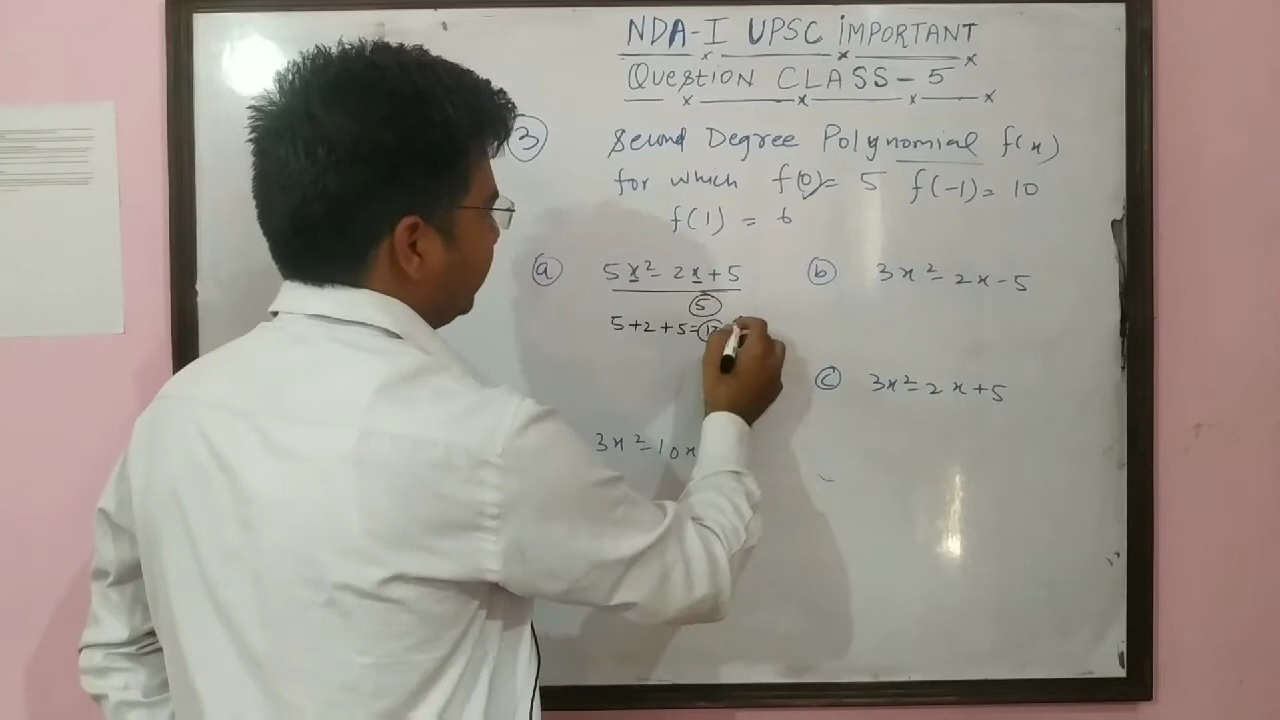 NDA-I UPSC IMPORTANT
QUESTION CLASS-5
3 Second Degree Polynomial f(x)
for which f(0)= 5 f(-1)= 10
f(1) = 6
a 5x²-2x+5
5
5+2+5=12
b 3x²-2x-5
c 3x²-2x+5
3x²-10x